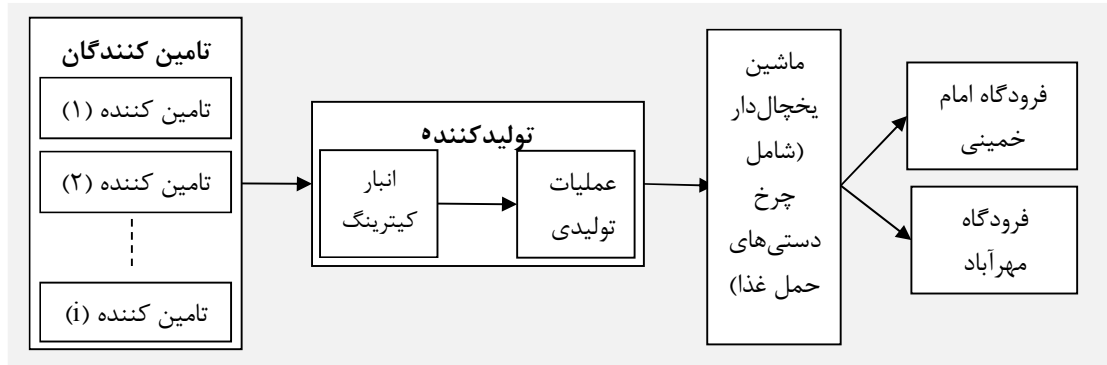 تامین کنندگان
تامین کننده (۱)
تامین کننده (۲)
تامین کننده (i)
تولیدکننده
انبار
کیترینگ
عملیات
تولیدی
ماشین
یخچال‌دار
(شامل
چرخ
دستی‌های
حمل غذا)
فرودگاه امام
خمینی
فرودگاه
مهرآباد